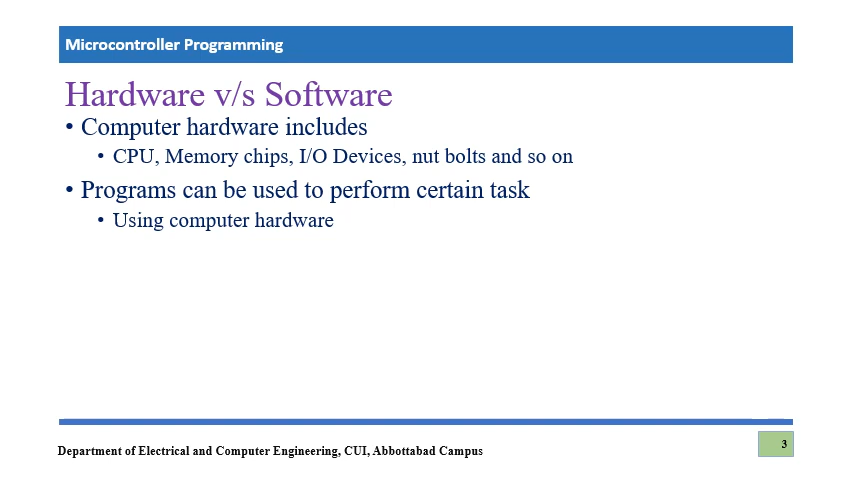 Microcontroller Programming
Hardware v/s Software
• Computer hardware includes
• CPU, Memory chips, I/O Devices, nut bolts and so on
• Programs can be used to perform certain task
• Using computer hardware
Department of Electrical and Computer Engineering, CUI, Abbottabad Campus
3